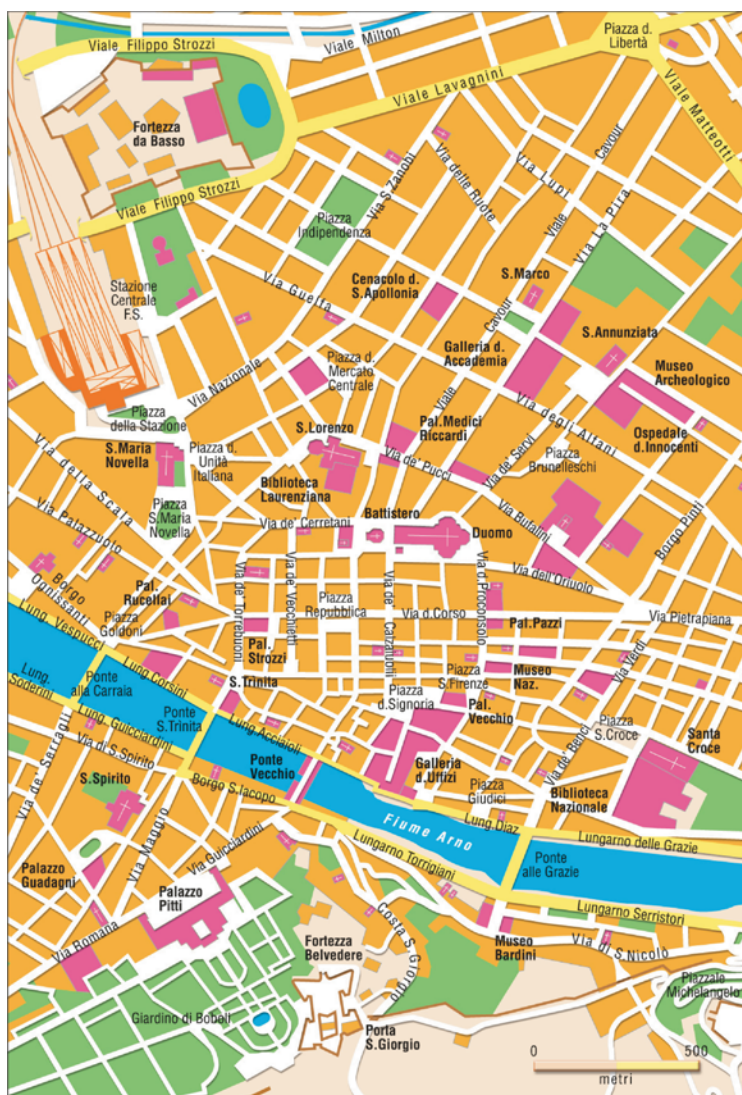 Viale Filippo Strozzi
Viale Milton
Piazza d.
Libertà
Viale Lavagnini
Viale Matteotti
Fortezza
da Basso
Via S.Zanobi
Via delle Ruote
Via Lupi
Cavour
Viale
Via La Pira
Viale Filippo Strozzi
Piazza
Indipendenza
Stazione
Centrale
F.S.
Via Guelfa
Cenacolo d.
S.Apollonia
S.Marco
Cavour
S.Annunziata
Galleria d.
Accademia
Museo
Archeologico
Via Nazionale
Piazza d.
Mercato
Centrale
Viale
Piazza
della Stazione
S.Lorenzo
Pal.Medici
Riccardi
Via degli Alfani
Ospedale
d.Innocenti
S.Maria
Novella
Piazza d.
Unità
Italiana
Via de' Pucci
Via de' Servi
Piazza
Brunelleschi
Via della Scala
Biblioteca
Laurenziana
Via Palazzuolo
Piazza
S.Maria
Novella
Via de' Cerretani
Battistero
Duomo
Via Bufalini
Borgo Pinti
Borgo
Ognissanti
Pal.
Rucellai
Via de' Torrebuoni
Via de' Vecchietti
Via dell'Oriuolo
Piazza
Repubblica
Via de' Calzaiuoli
Via d.Corso
Via d.Proconsolo
Via Pietrapiana
Piazza
Goldoni
Lung. Vespucci
Pal.
Strozzi
Pal. Pazzi
Via Verdi
Lung.Corsini
S.Trinita
Piazza
S.Firenze
Museo
Naz.
Lung.
Soderini
Ponte
alla Carraia
Piazza
d.Signoria
Pal.
Vecchio
Piazza
S.Croce
Santa
Croce
Lung. Guicciardini
Ponte
S.Trinita
Lung.Acciaioli
Via de' Benci
Via de' Serragli
Via di S.Spirito
S.Spirito
Ponte
Vecchio
Galleria
d.Uffizi
Piazza
Giudici
Biblioteca
Nazionale
Borgo S.Iacopo
Fiume Arno
Lung.Diaz
Lungarno delle Grazie
Via Maggio
Via Guicciardini
Lungarno Torrigiani
Ponte
alle Grazie
Palazzo
Guadagni
Palazzo
Pitti
Lungarno Serristori
Via Romana
Fortezza
Belvedere
Costa S.Giorgio
Museo
Bardini
Via di S.Nicolò
Piazzale
Michelangelo
Giardino di Boboli
Porta
S.Giorgio
0 500
metri